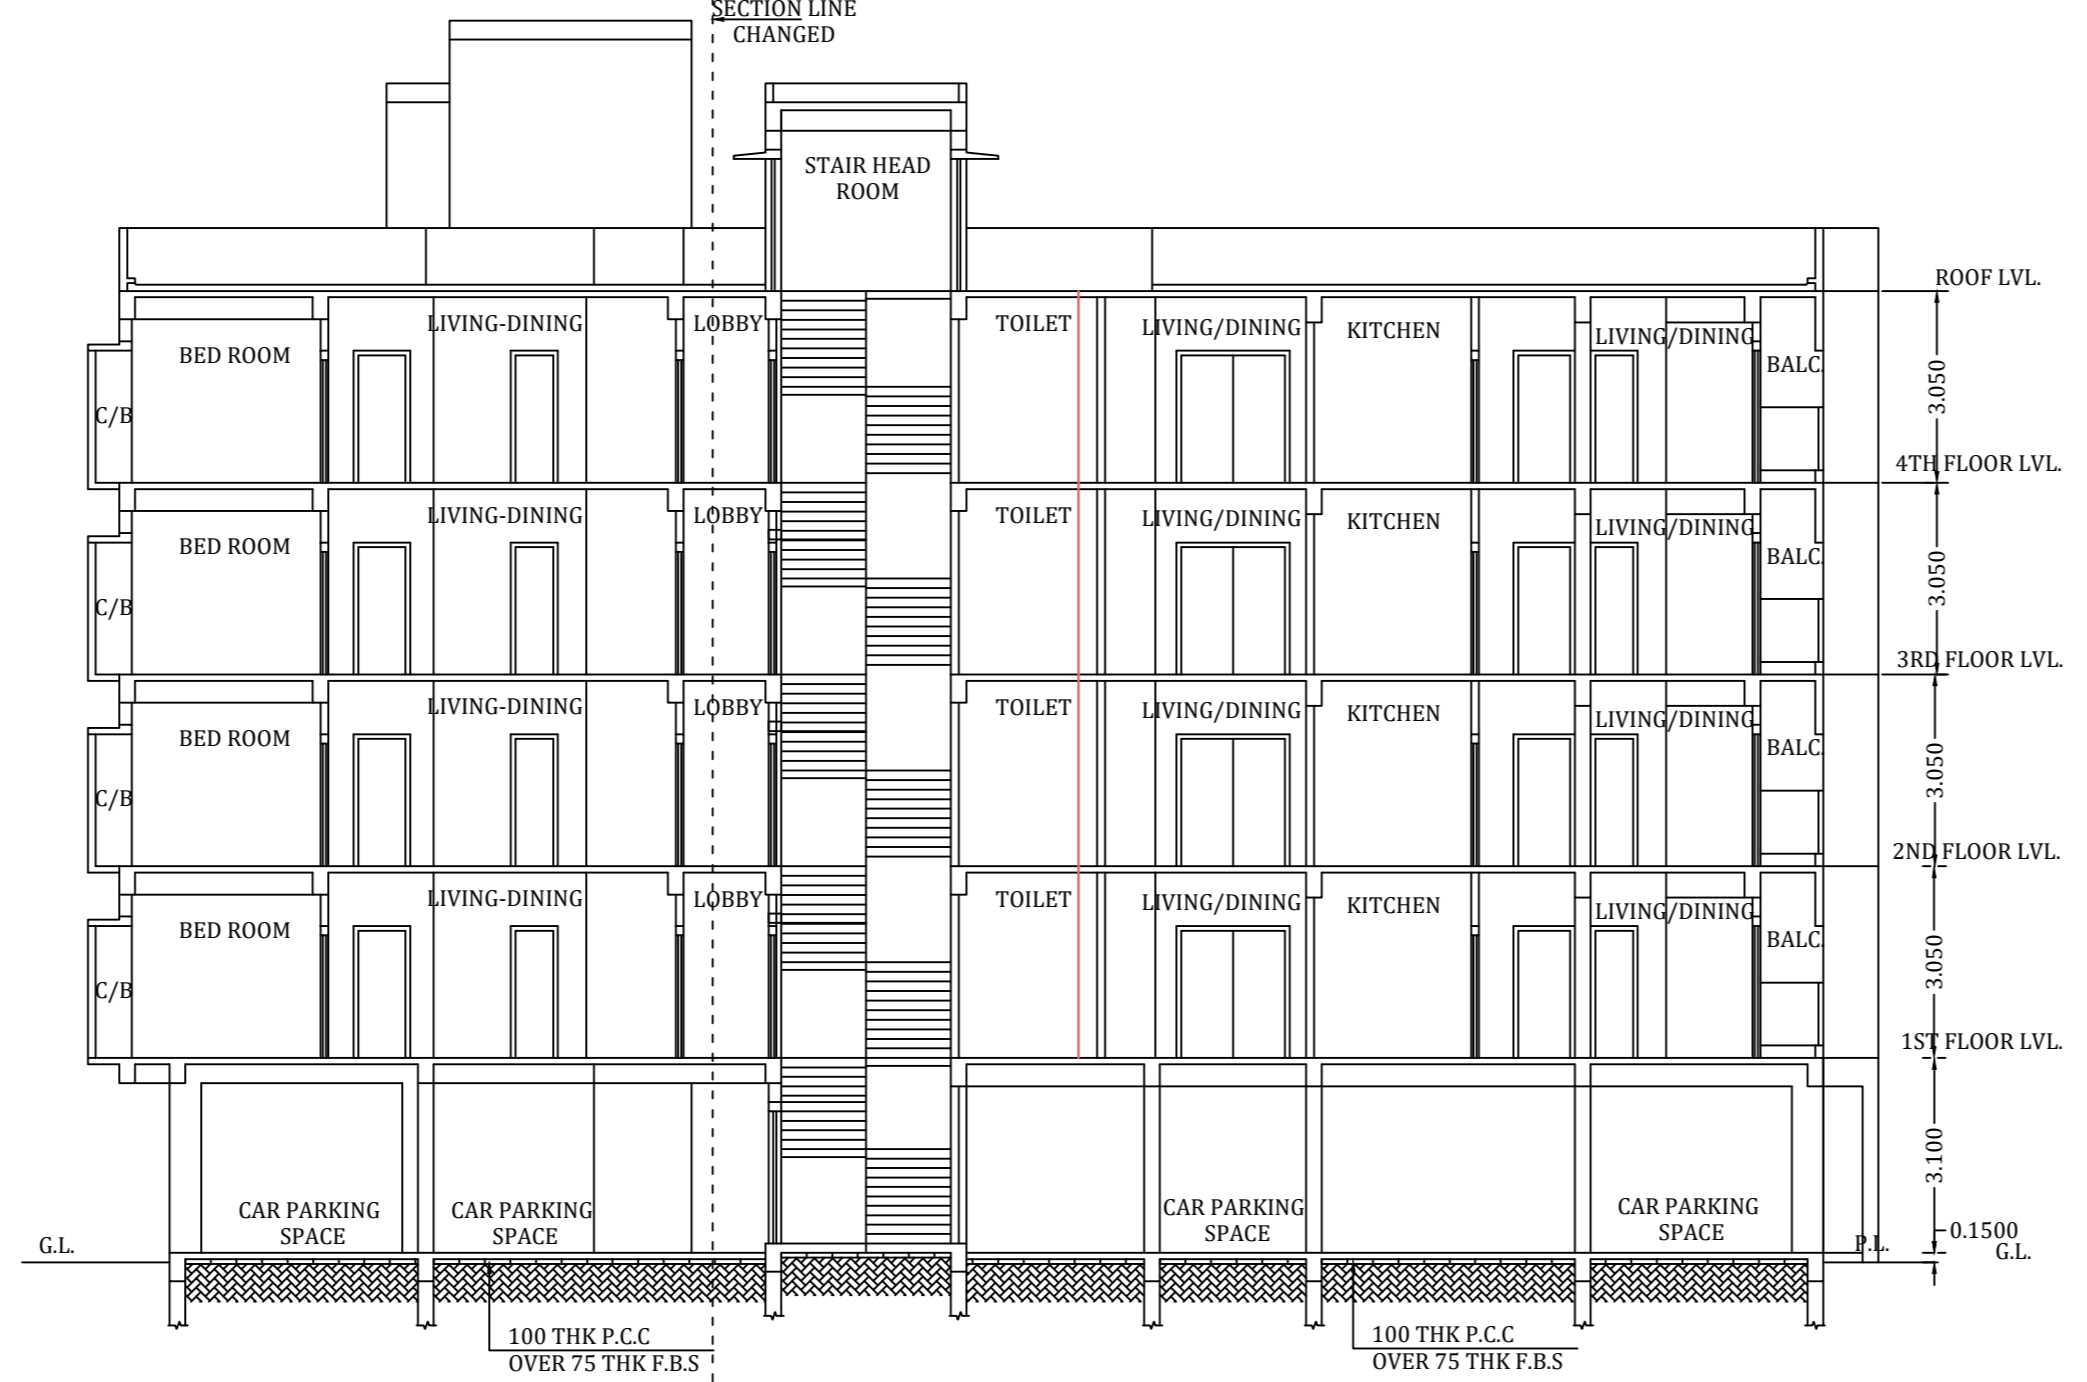 SECTION LINE
CHANGED
STAIR HEAD
ROOM
ROOF LVL.
BED ROOM
LIVING-DINING
LOBBY
TOILET
LIVING/DINING
KITCHEN
LIVING/DINING
BALC.
C/B
3.050
4TH FLOOR LVL.
BED ROOM
LIVING-DINING
LOBBY
TOILET
LIVING/DINING
KITCHEN
LIVING/DINING
BALC.
C/B
3.050
3RD FLOOR LVL.
BED ROOM
LIVING-DINING
LOBBY
TOILET
LIVING/DINING
KITCHEN
LIVING/DINING
BALC.
C/B
3.050
2ND FLOOR LVL.
BED ROOM
LIVING-DINING
LOBBY
TOILET
LIVING/DINING
KITCHEN
LIVING/DINING
BALC.
C/B
3.050
1ST FLOOR LVL.
3.100
CAR PARKING
SPACE
CAR PARKING
SPACE
CAR PARKING
SPACE
CAR PARKING
SPACE
0.1500
G.L.
P.L.
G.L.
100 THK P.C.C
OVER 75 THK F.B.S
100 THK P.C.C
OVER 75 THK F.B.S